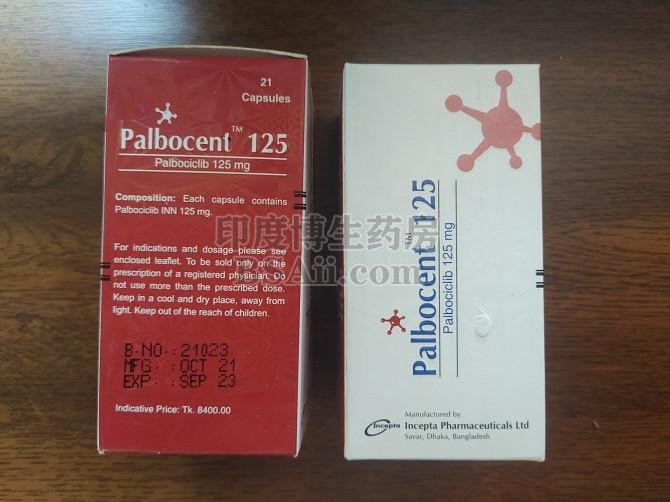 21
Capsules
Palbocent™ 125
Palbociclib 125 mg
Composition: Each capsule contains
Palbociclib INN 125 mg.
For indications and dosage please see
enclosed leaflet. To be sold only on the
prescription of a registered physician. Do
not use more than the prescribed dose.
Keep in a cool and dry place, away from
light. Keep out of the reach of children.
B.NO.: 21023
MFG. : OCT 21
EXP : SEP 23
Indicative Price: Tk. 8400.00
Palbocent™ 125
Palbociclib 125 mg
Manufactured by
Incepta Incepta Pharmaceuticals Ltd
Savar, Dhaka, Bangladesh
印度博生药房
BSAii.com